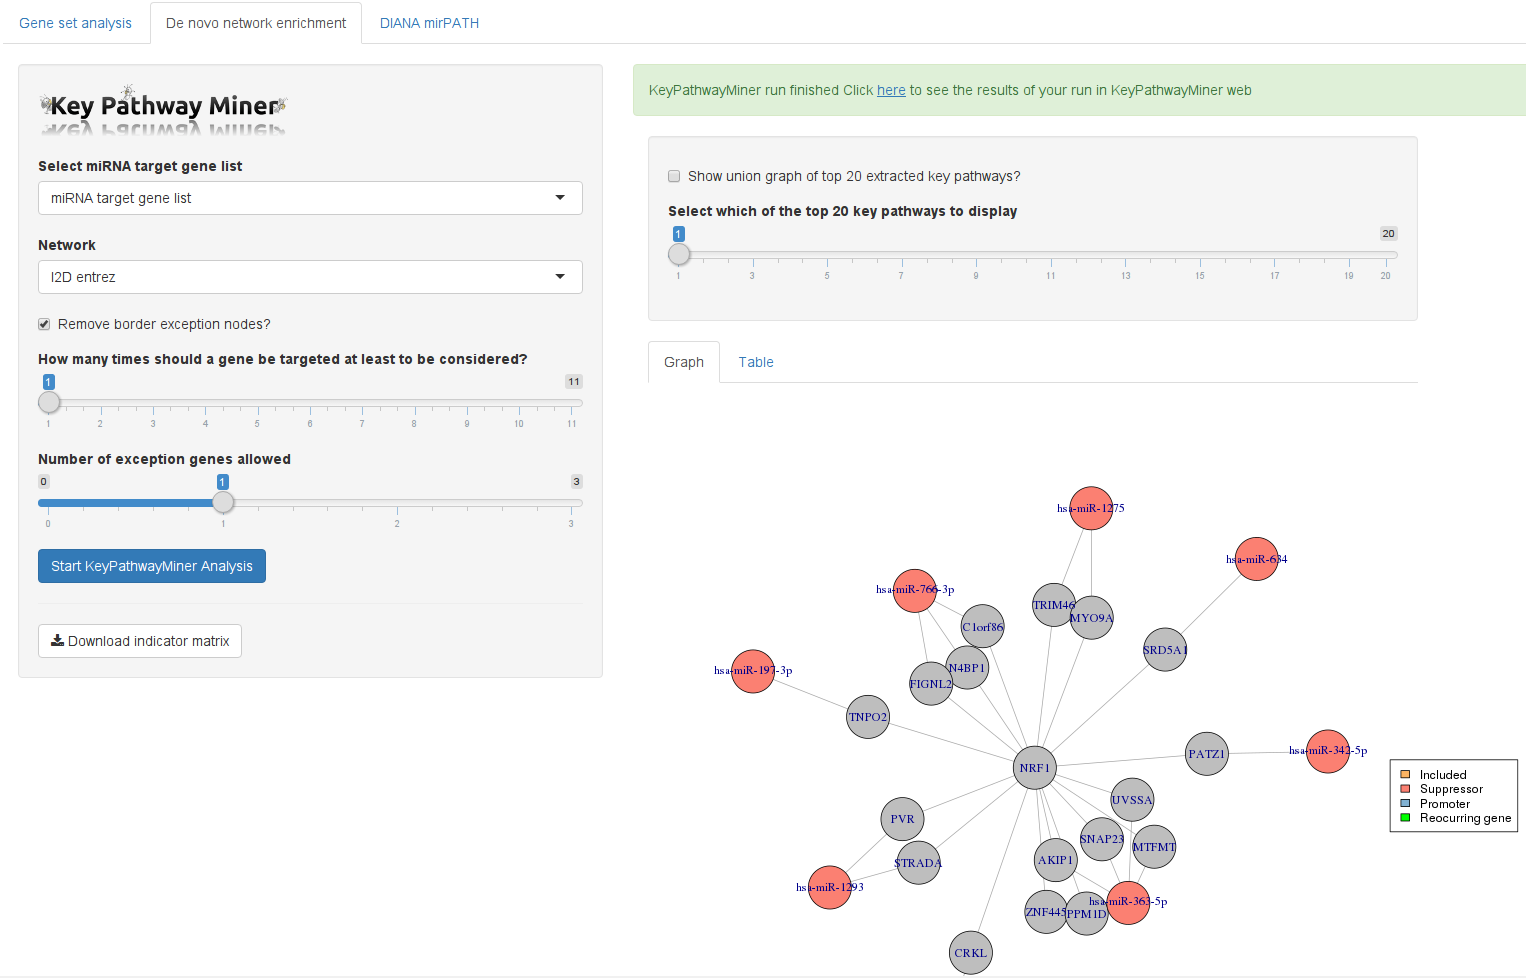 Gene set analysis
De novo network enrichment
DIANA mirPATH
Key Pathway Miner
Select miRNA target gene list
miRNA target gene list
Network
I2D entrez
Remove border exception nodes?
How many times should a gene be targeted at least to be considered?
1 11
1 2 3 4 5 6 7 8 9 10 11
Number of exception genes allowed
0 1 3
0 1 2 3
Start KeyPathwayMiner Analysis
Download indicator matrix
KeyPathwayMiner run finished Click here to see the results of your run in KeyPathwayMiner web
Show union graph of top 20 extracted key pathways?
Select which of the top 20 key pathways to display
1 20
1 3 5 7 9 11 13 15 17 19 20
Graph
Table
hsa-miR-1275
hsa-miR-634
hsa-miR-766-3p
TRIM46
MYO9A
C1orf86
SRD5A1
N4BP1
hsa-miR-197-3p
FIGNL2
TNPO2
hsa-miR-342-5p
PATZ1
NRF1
UVSSA
PVR
SNAP23
MTFMT
AKIP1
STRADA
hsa-miR-1293
hsa-miR-363-5p
ZNF445
PPM1D
CRKL
Included
Suppressor
Promoter
Reocurring gene